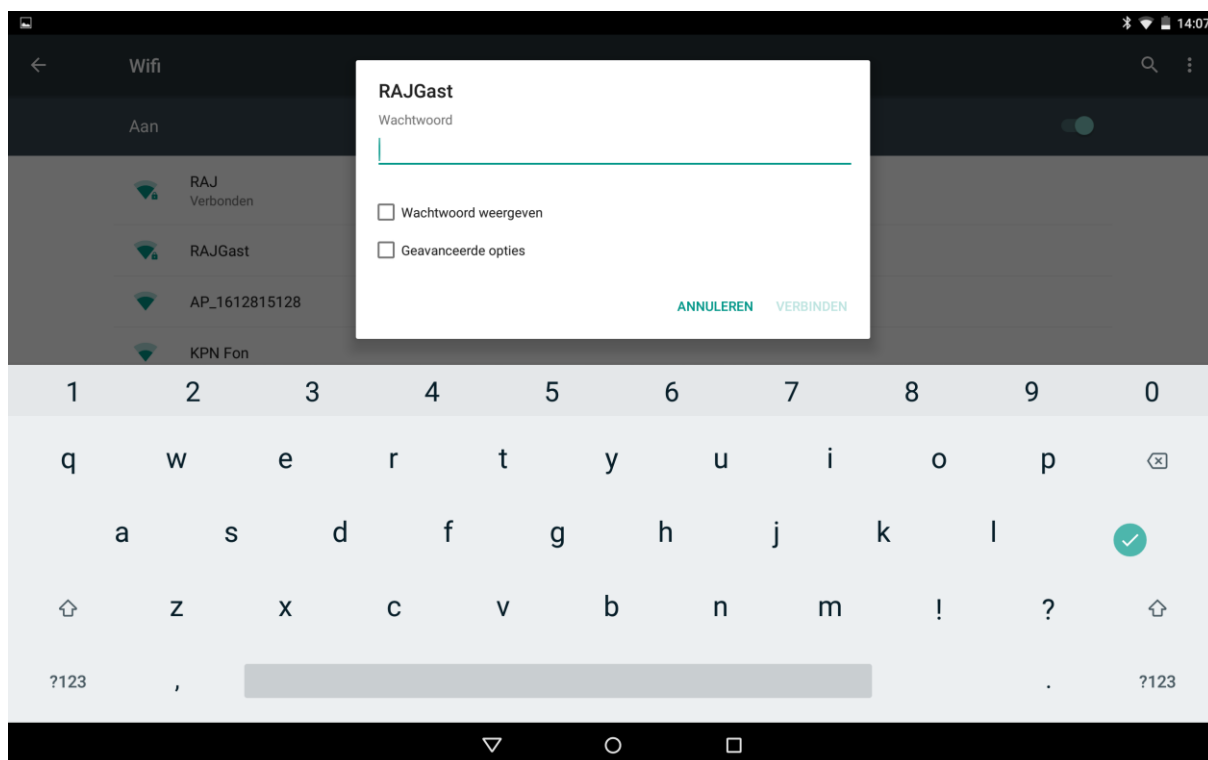 14:07
Wifi
Aan
RAJ
Verbonden
RAJGast
AP_1612815128
KPN Fon
RAJGast
Wachtwoord
Wachtwoord weergeven
Geavanceerde opties
ANNULEREN VERBINDEN
1 2 3 4 5 6 7 8 9 0
q w e r t y u i o p
a s d f g h j k l
z x c v b n m ! ?
?123 , . ?123